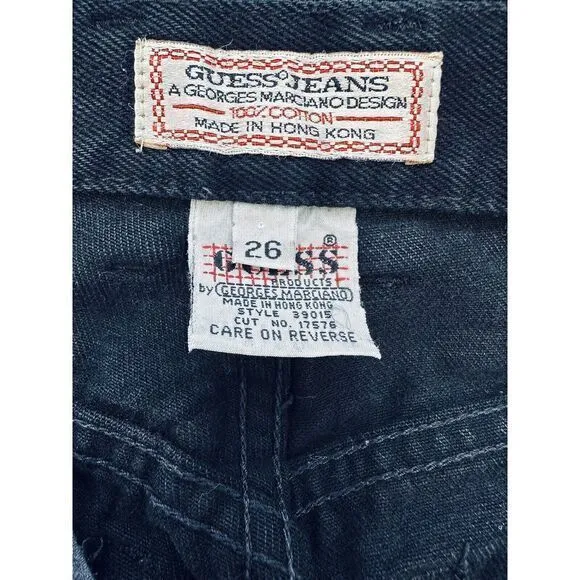 GUESS JEANS
A GEORGES MARCIANO DESIGN
100% COTTON
MADE IN HONG KONG
26
GUESS ®
PRODUCTS
by GEORGES MARCIANO
MADE IN HONG KONG
STYLE 39015
CUT NO. 17576
CARE ON REVERSE